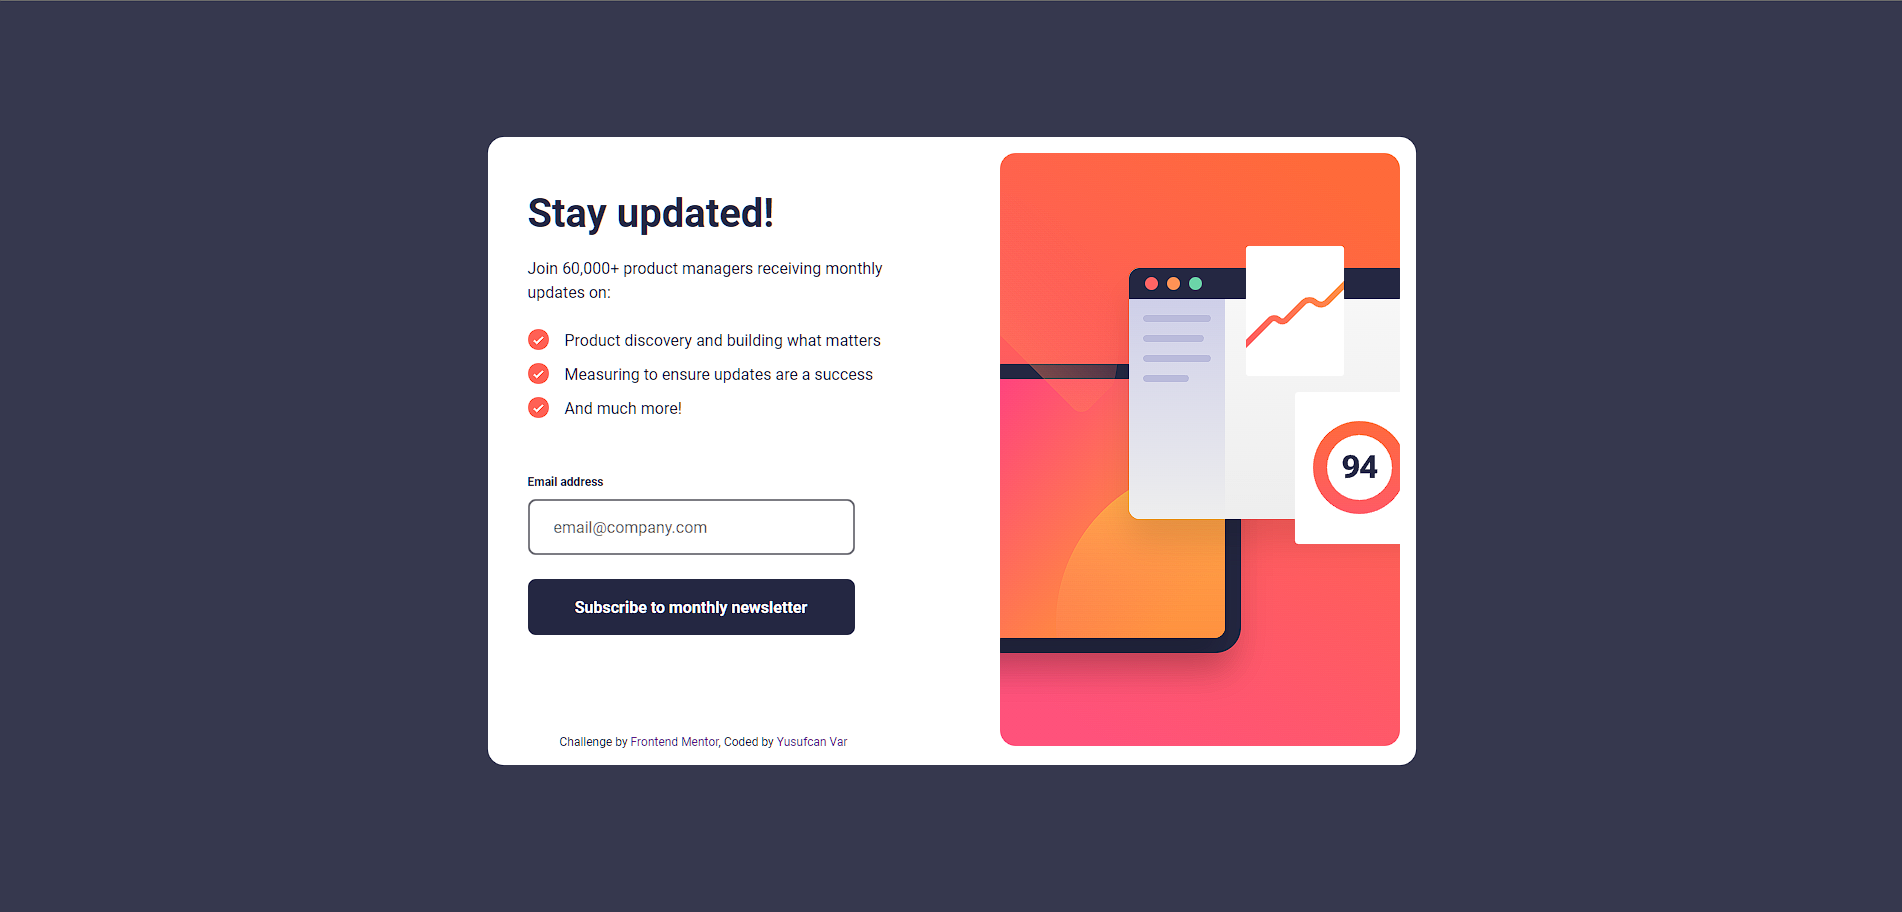 Stay updated!
Join 60,000+ product managers receiving monthly
updates on:
Product discovery and building what matters
Measuring to ensure updates are a success
And much more!
Email address
email@company.com
Subscribe to monthly newsletter
Challenge by Frontend Mentor, Coded by Yusufcan Var
94